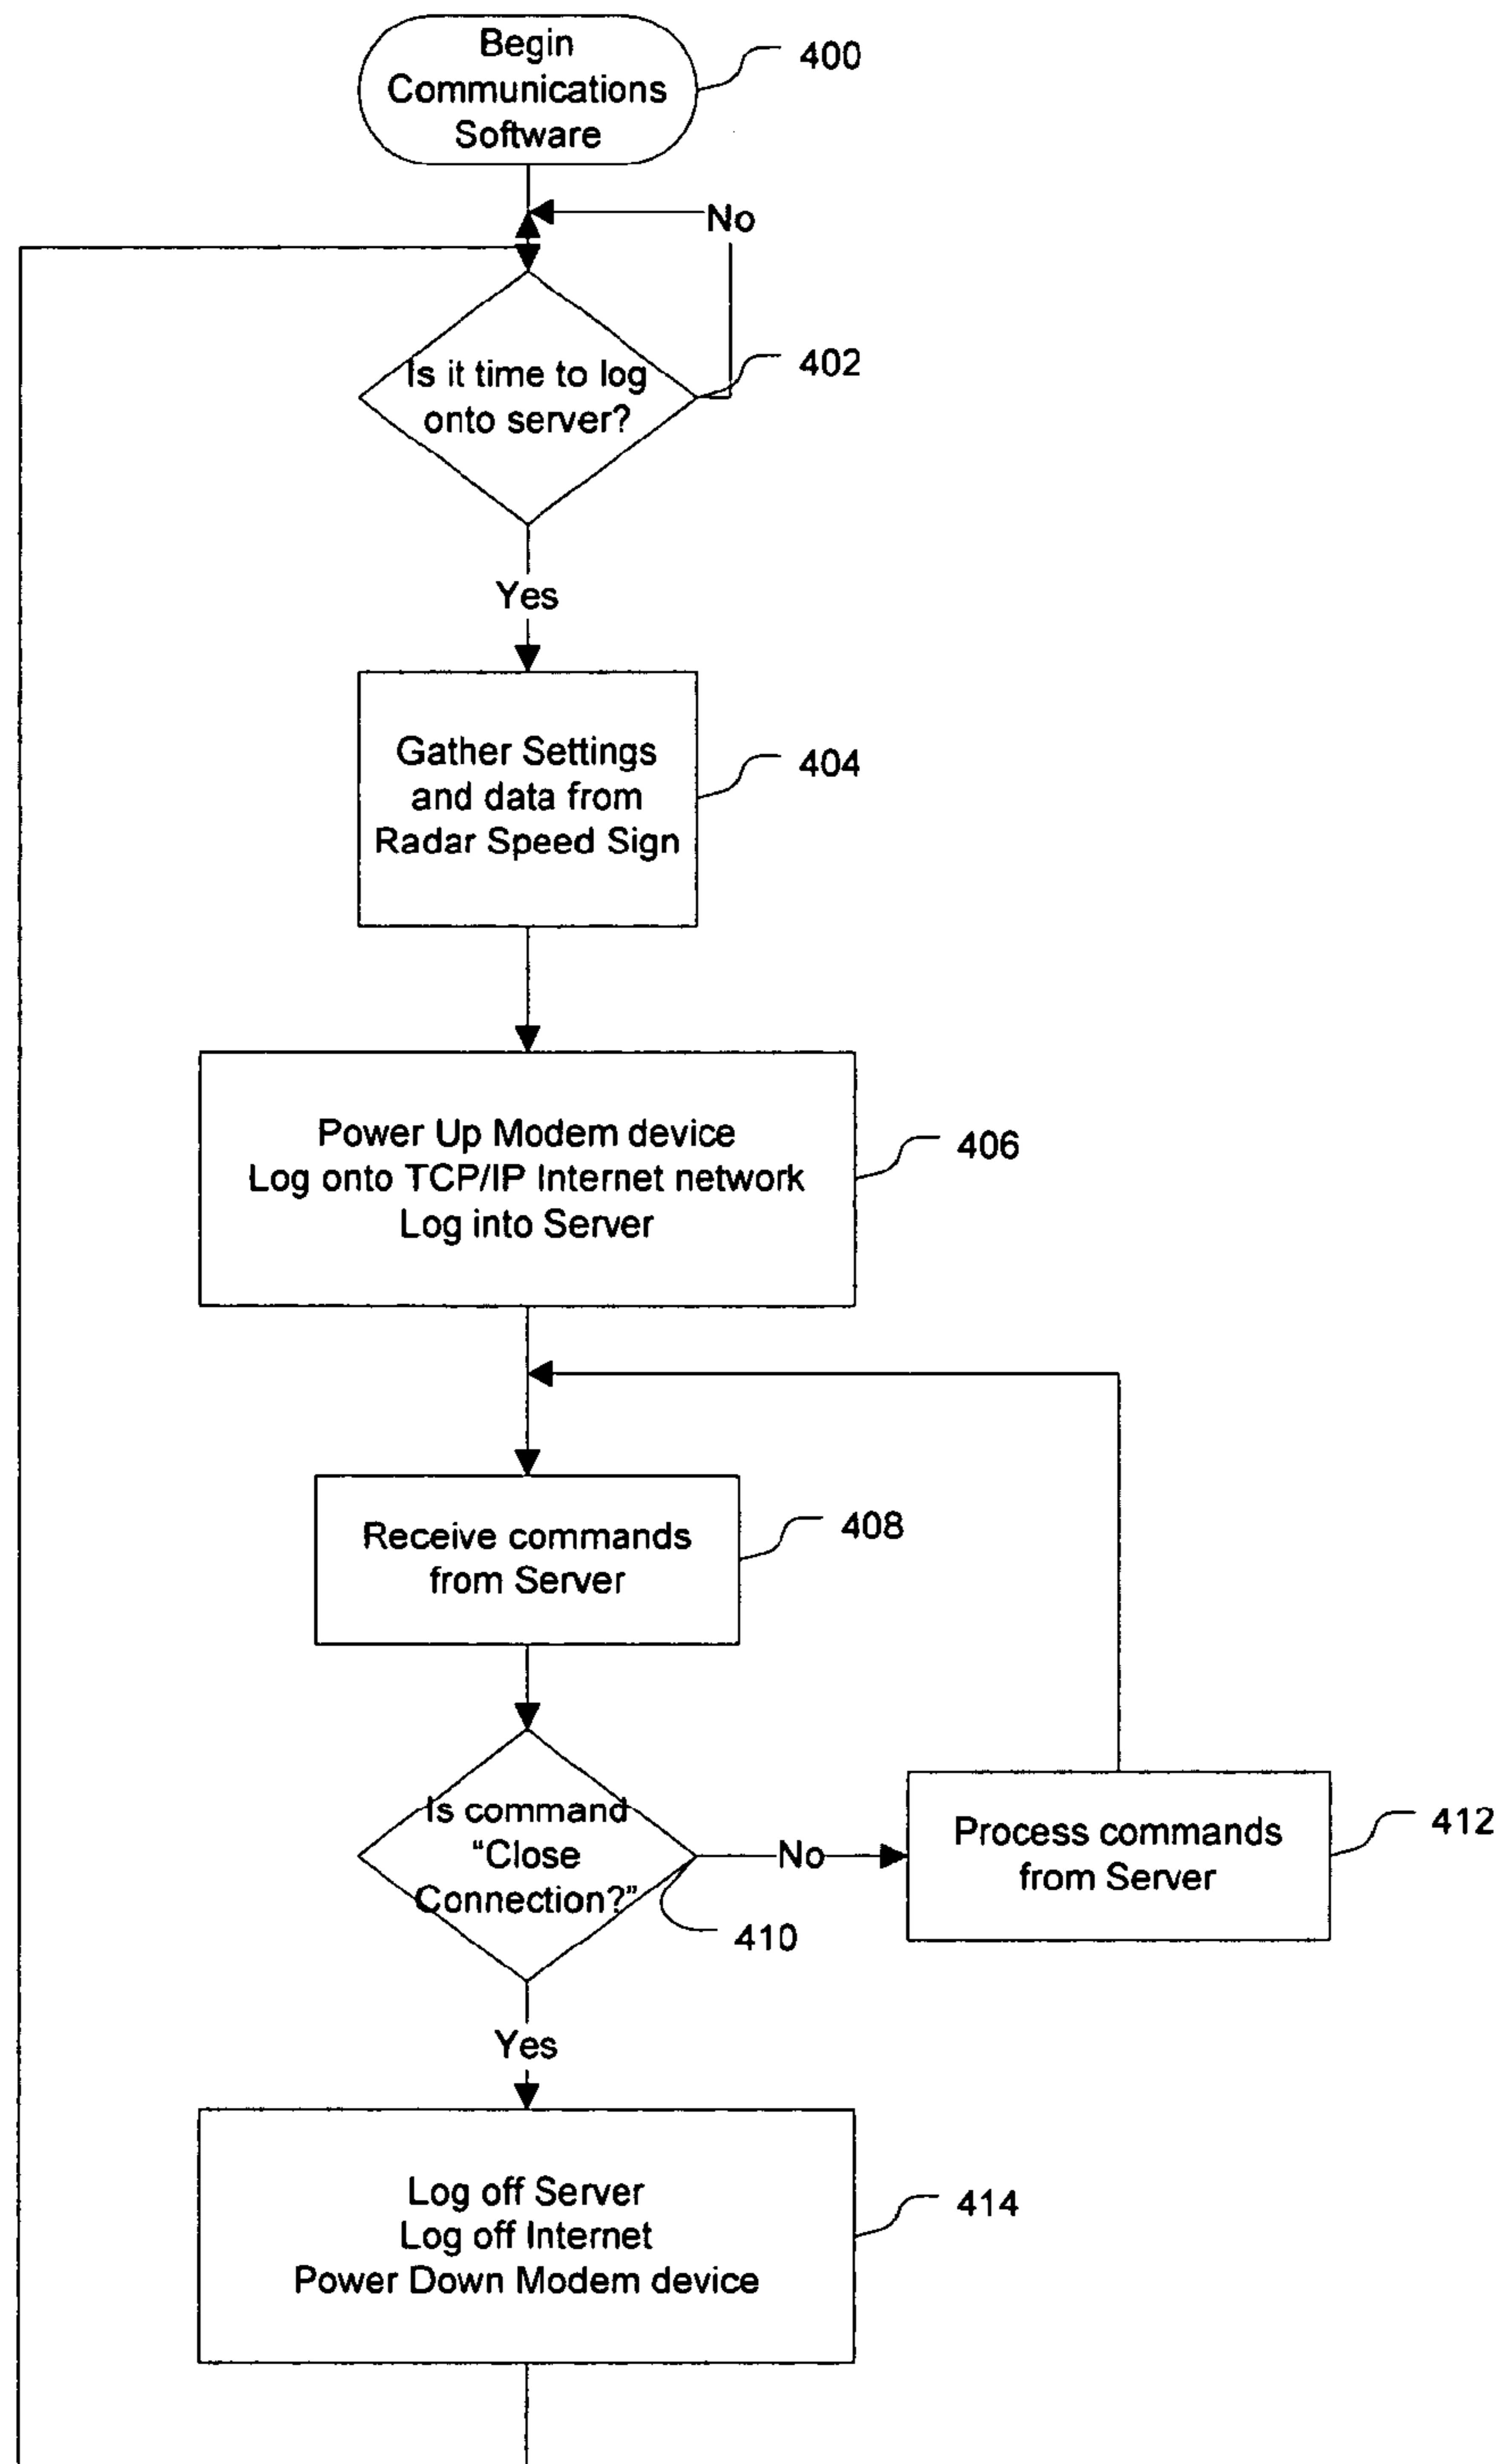 Begin
Communications
Software
400
No
Is it time to log
onto server?
402
Yes
Gather Settings
and data from
Radar Speed Sign
404
Power Up Modem device
Log onto TCP/IP Internet network
Log into Server
406
Receive commands
from Server
408
Is command
“Close
Connection?”
410
No
Process commands
from Server
412
Yes
Log off Server
Log off Internet
Power Down Modem device
414